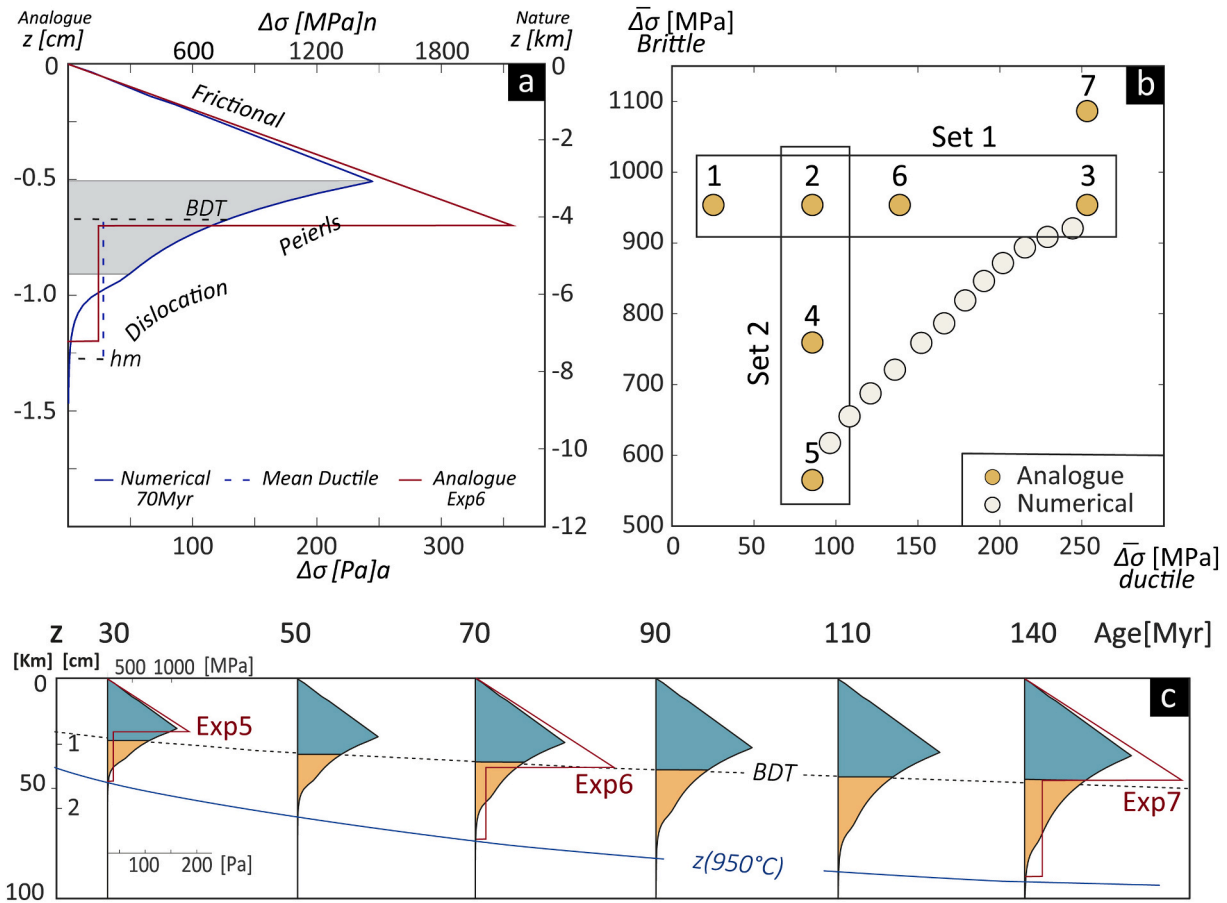 Analogue
z [cm]
Δσ [MPa]n
Nature
z [km]
600
1200
1800
0
0
a
Frictional
-2
-0.5
BDT
-4
Peierls
-1.0
-6
Dislocation
hm
-8
-1.5
-10
Numerical
70Myr
Mean Ductile
Analogue
Exp6
-12
100
200
300
Δσ [Pa]a
Δσ [MPa]
Brittle
b
7
1100
Set 1
1000
1
2
6
3
900
800
4
Set 2
700
600
5
Analogue
Numerical
500
0
50
100
150
200
250
Δσ [MPa]
ductile
z
30
50
70
90
110
140
Age[Myr]
[Km]
[cm]
500
1000
[MPa]
0
c
Exp5
1
BDT
50
Exp6
Exp7
2
z(950°C)
100
200
[Pa]
100